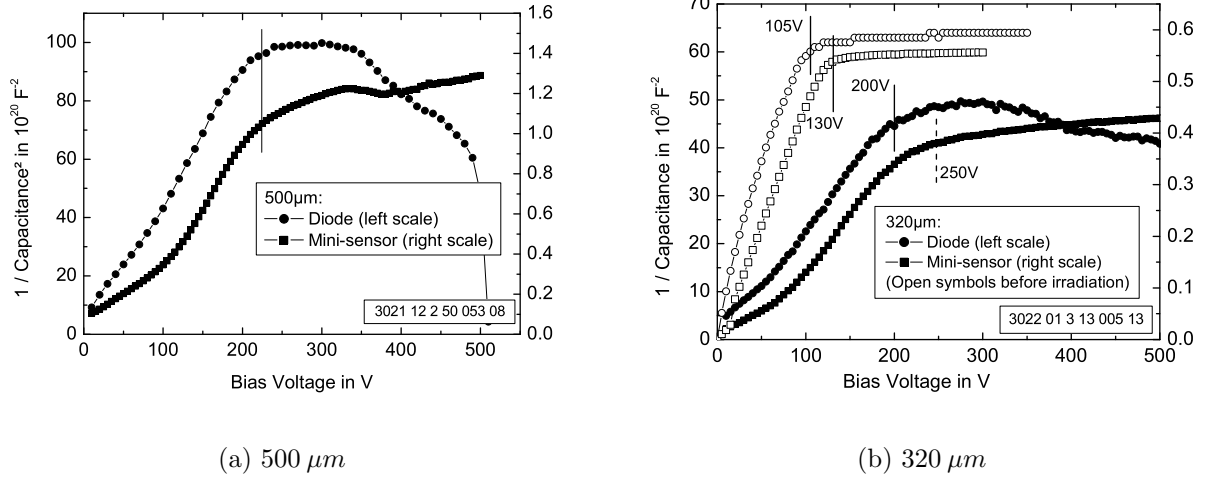 1 / Capacitance² in 10²⁰ F⁻²
100
80
60
40
20
0
1.6
1.4
1.2
1.0
0.8
0.6
0.4
0.2
0.0
500µm:
Diode (left scale)
Mini-sensor (right scale)
3021 12 2 50 053 08
0 100 200 300 400 500
Bias Voltage in V
(a) 500 µm
1 / Capacitance in 10²⁰ F⁻²
70
60
50
40
30
20
10
0
0.6
0.5
0.4
0.3
0.2
0.1
0.0
105V
200V
130V
250V
320µm:
Diode (left scale)
Mini-sensor (right scale)
(Open symbols before irradiation)
3022 01 3 13 005 13
0 100 200 300 400 500
Bias Voltage in V
(b) 320 µm